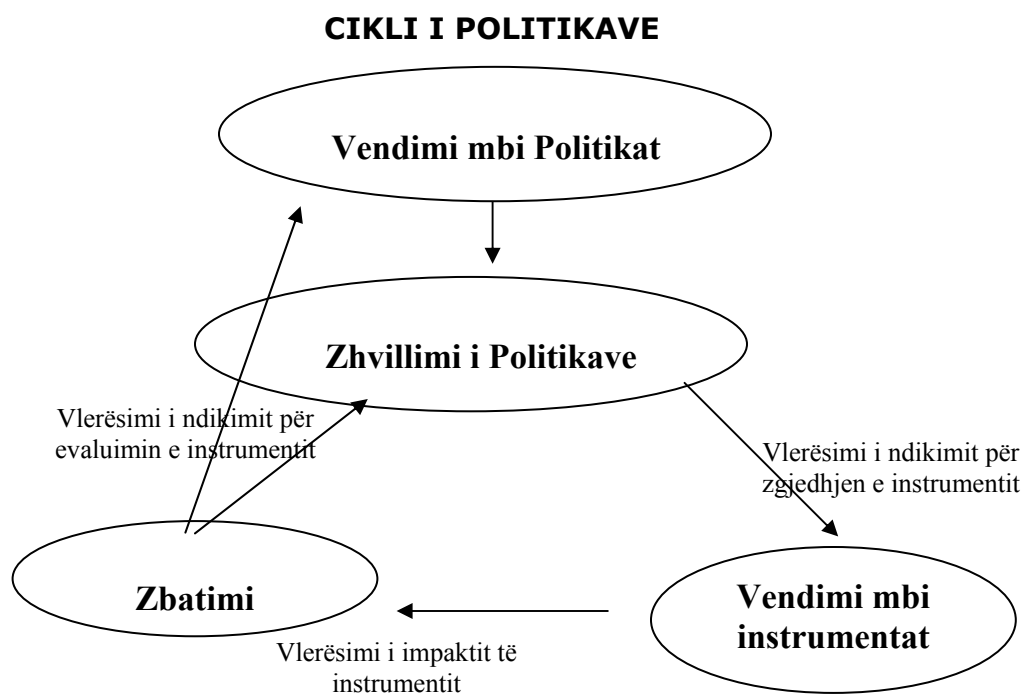 CIKLI I POLITIKAVE
Vendimi mbi Politikat
Zhvillimi i Politikave
Vlerësimi i ndikimit për
evaluimin e instrumentit
Vlerësimi i ndikimit për
zgjedhjen e instrumentit
Zbatimi
Vendimi mbi
instrumentat
Vlerësimi i impaktit të
instrumentit